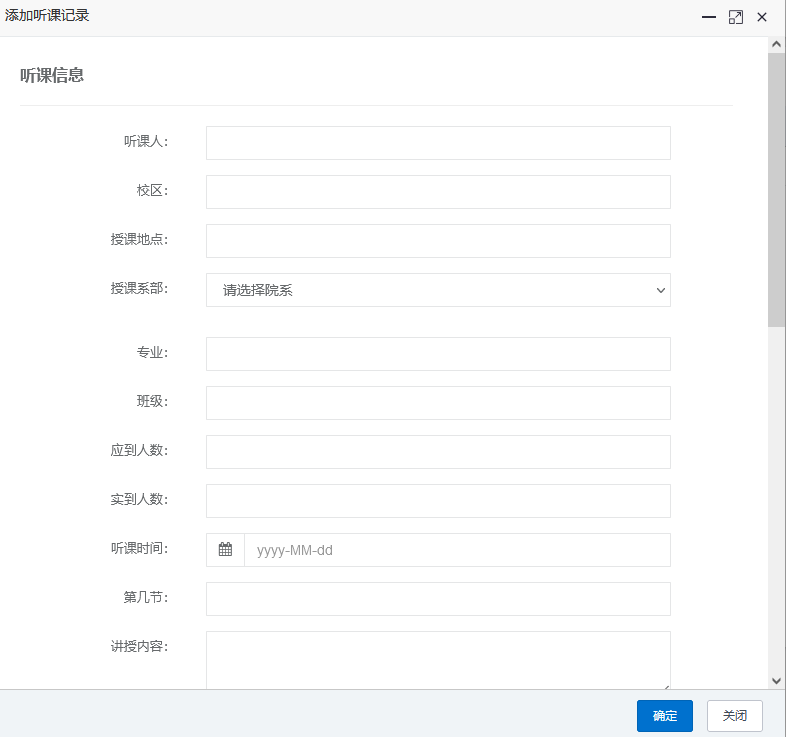 添加听课记录
听课信息
听课人:
校区:
授课地点:
授课系部:
请选择院系
专业:
班级:
应到人数:
实到人数:
听课时间:
yyyy-MM-dd
第几节:
讲授内容:
确定
关闭